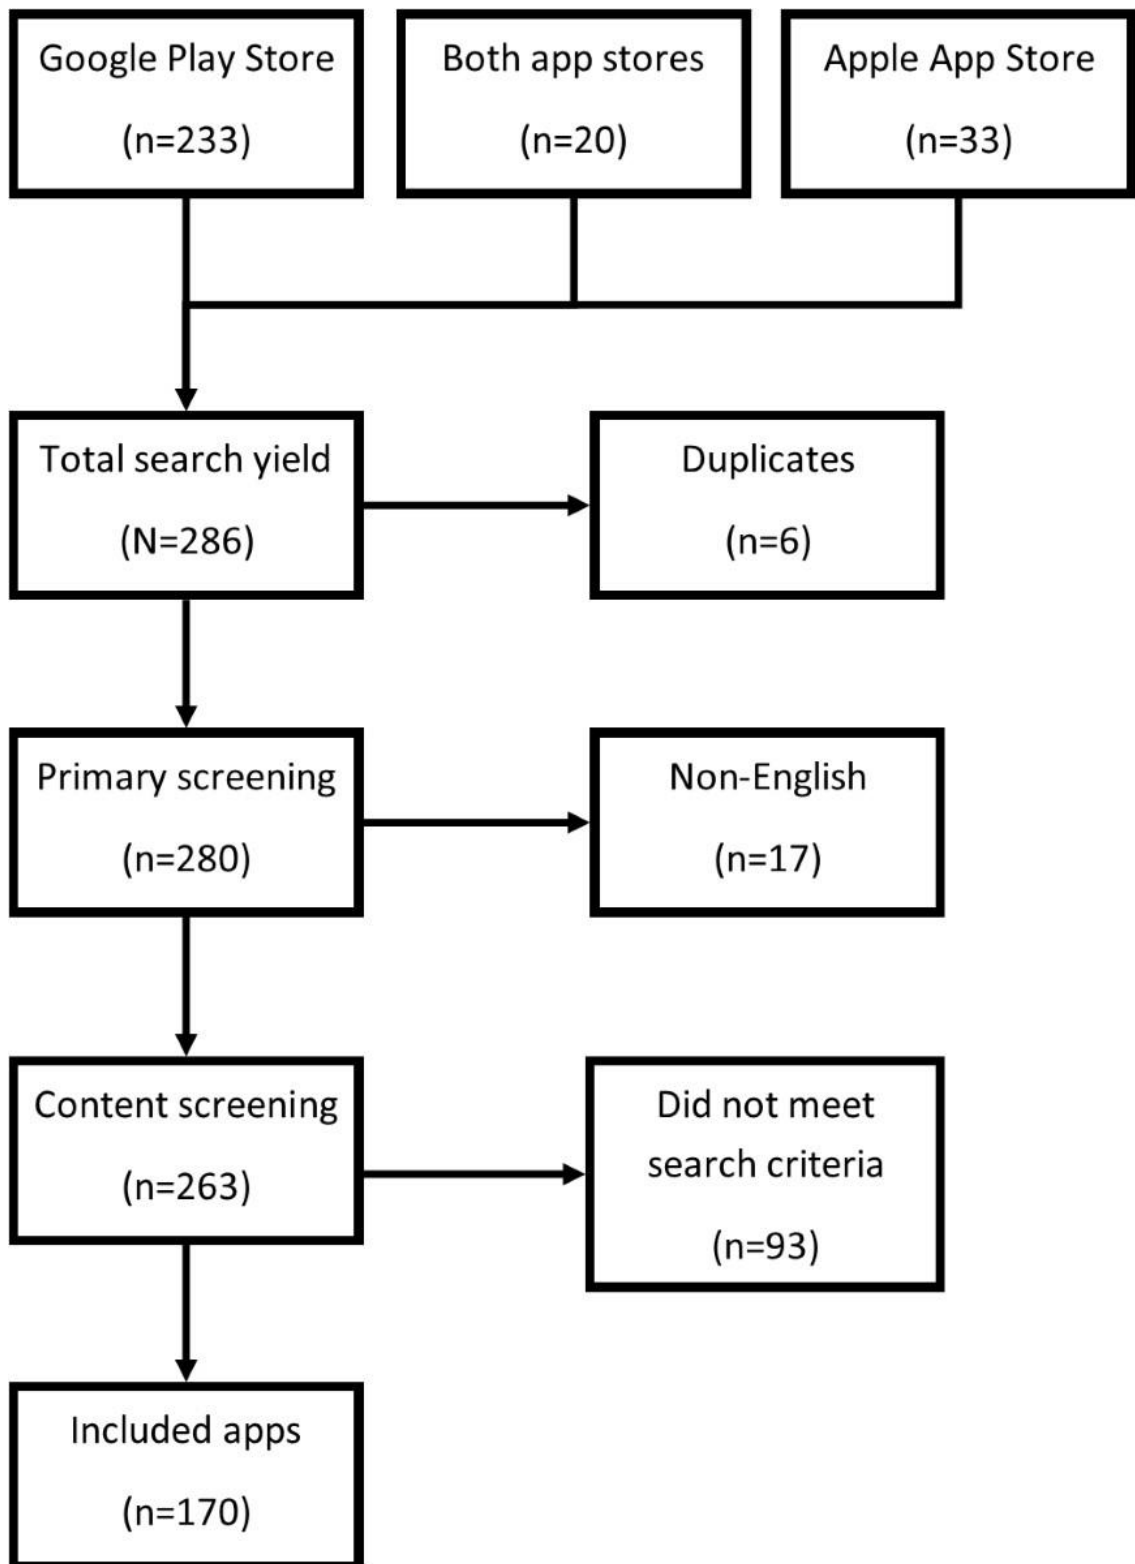 Google Play Store
(n=233)
Both app stores
(n=20)
Apple App Store
(n=33)
Total search yield
(N=286)
Duplicates
(n=6)
Primary screening
(n=280)
Non-English
(n=17)
Content screening
(n=263)
Did not meet
search criteria
(n=93)
Included apps
(n=170)